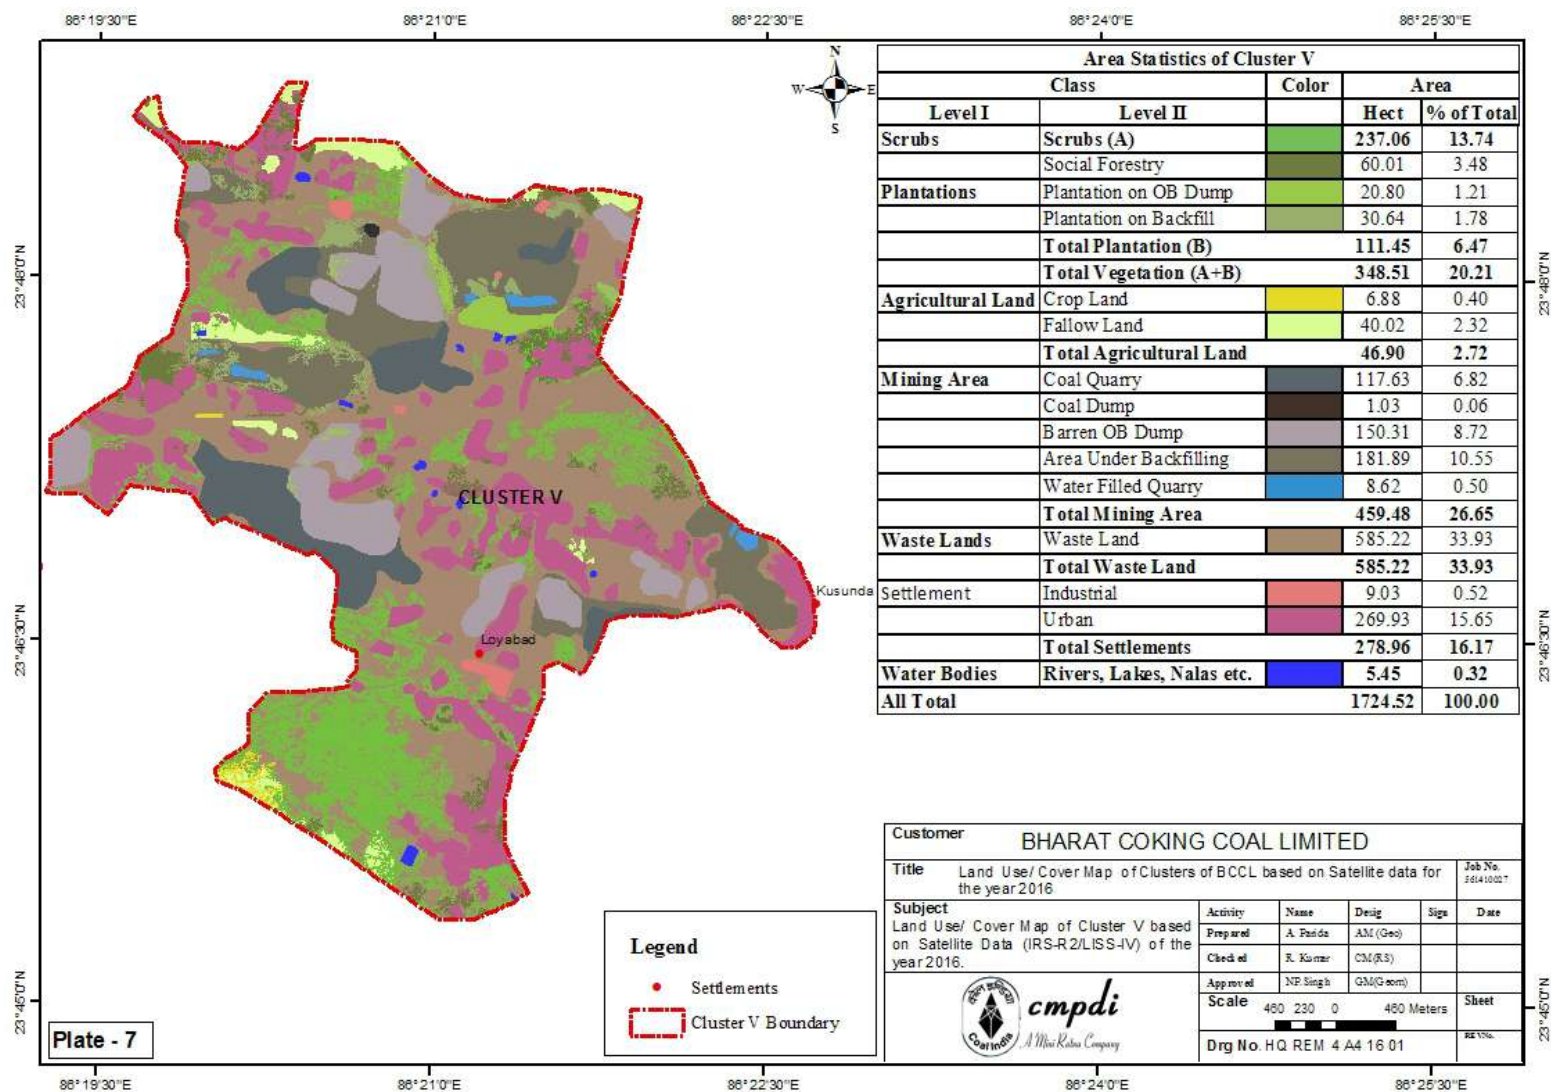 86°19'30"E 86°21'0"E 86°22'30"E 86°24'0"E 86°25'30"E
N
W E
S
Area Statistics of Cluster V
Class Color Area
Level I Level II Hect % of Total
Scrubs Scrubs (A) 237.06 13.74
Social Forestry 60.01 3.48
Plantations Plantation on OB Dump 20.80 1.21
Plantation on Backfill 30.64 1.78
Total Plantation (B) 111.45 6.47
Total Vegetation (A+B) 348.51 20.21
Agricultural Land Crop Land 6.88 0.40
Fallow Land 40.02 2.32
Total Agricultural Land 46.90 2.72
Mining Area Coal Quarry 117.63 6.82
Coal Dump 1.03 0.06
Barren OB Dump 150.31 8.72
Area Under Backfilling 181.89 10.55
Water Filled Quarry 8.62 0.50
Total Mining Area 459.48 26.65
Waste Lands Waste Land 585.22 33.93
Total Waste Land 585.22 33.93
Settlement Industrial 9.03 0.52
Urban 269.93 15.65
Total Settlements 278.96 16.17
Water Bodies Rivers, Lakes, Nalas etc. 5.45 0.32
All Total 1724.52 100.00
23°48'0"N 23°48'0"N
CLUSTER V
Kusunda
Loyabad
23°46'30"N 23°46'30"N
Customer BHARAT COKING COAL LIMITED
Title Land Use/ Cover Map of Clusters of BCCL based on Satellite data for
the year 2016
Job No.
561410027
Subject
Land Use/ Cover Map of Cluster V based
on Satellite Data (IRS-R2/LISS-IV) of the
year 2016.
Activity Name Desig Sign Date
Prepared A. Parida AM (Geo)
Checked R. Kumar CM(RS)
Approved N.P. Singh GM(Geom)
Scale 460 230 0 460 Meters Sheet
Drg No. HQ REM 4 A4 16 01
REV No.
कोल इण्डिया
Coal India
cmpdi
A Mini Ratna Company
Legend
Settlements
Cluster V Boundary
Plate - 7
23°45'0"N 23°45'0"N
86°19'30"E 86°21'0"E 86°22'30"E 86°24'0"E 86°25'30"E